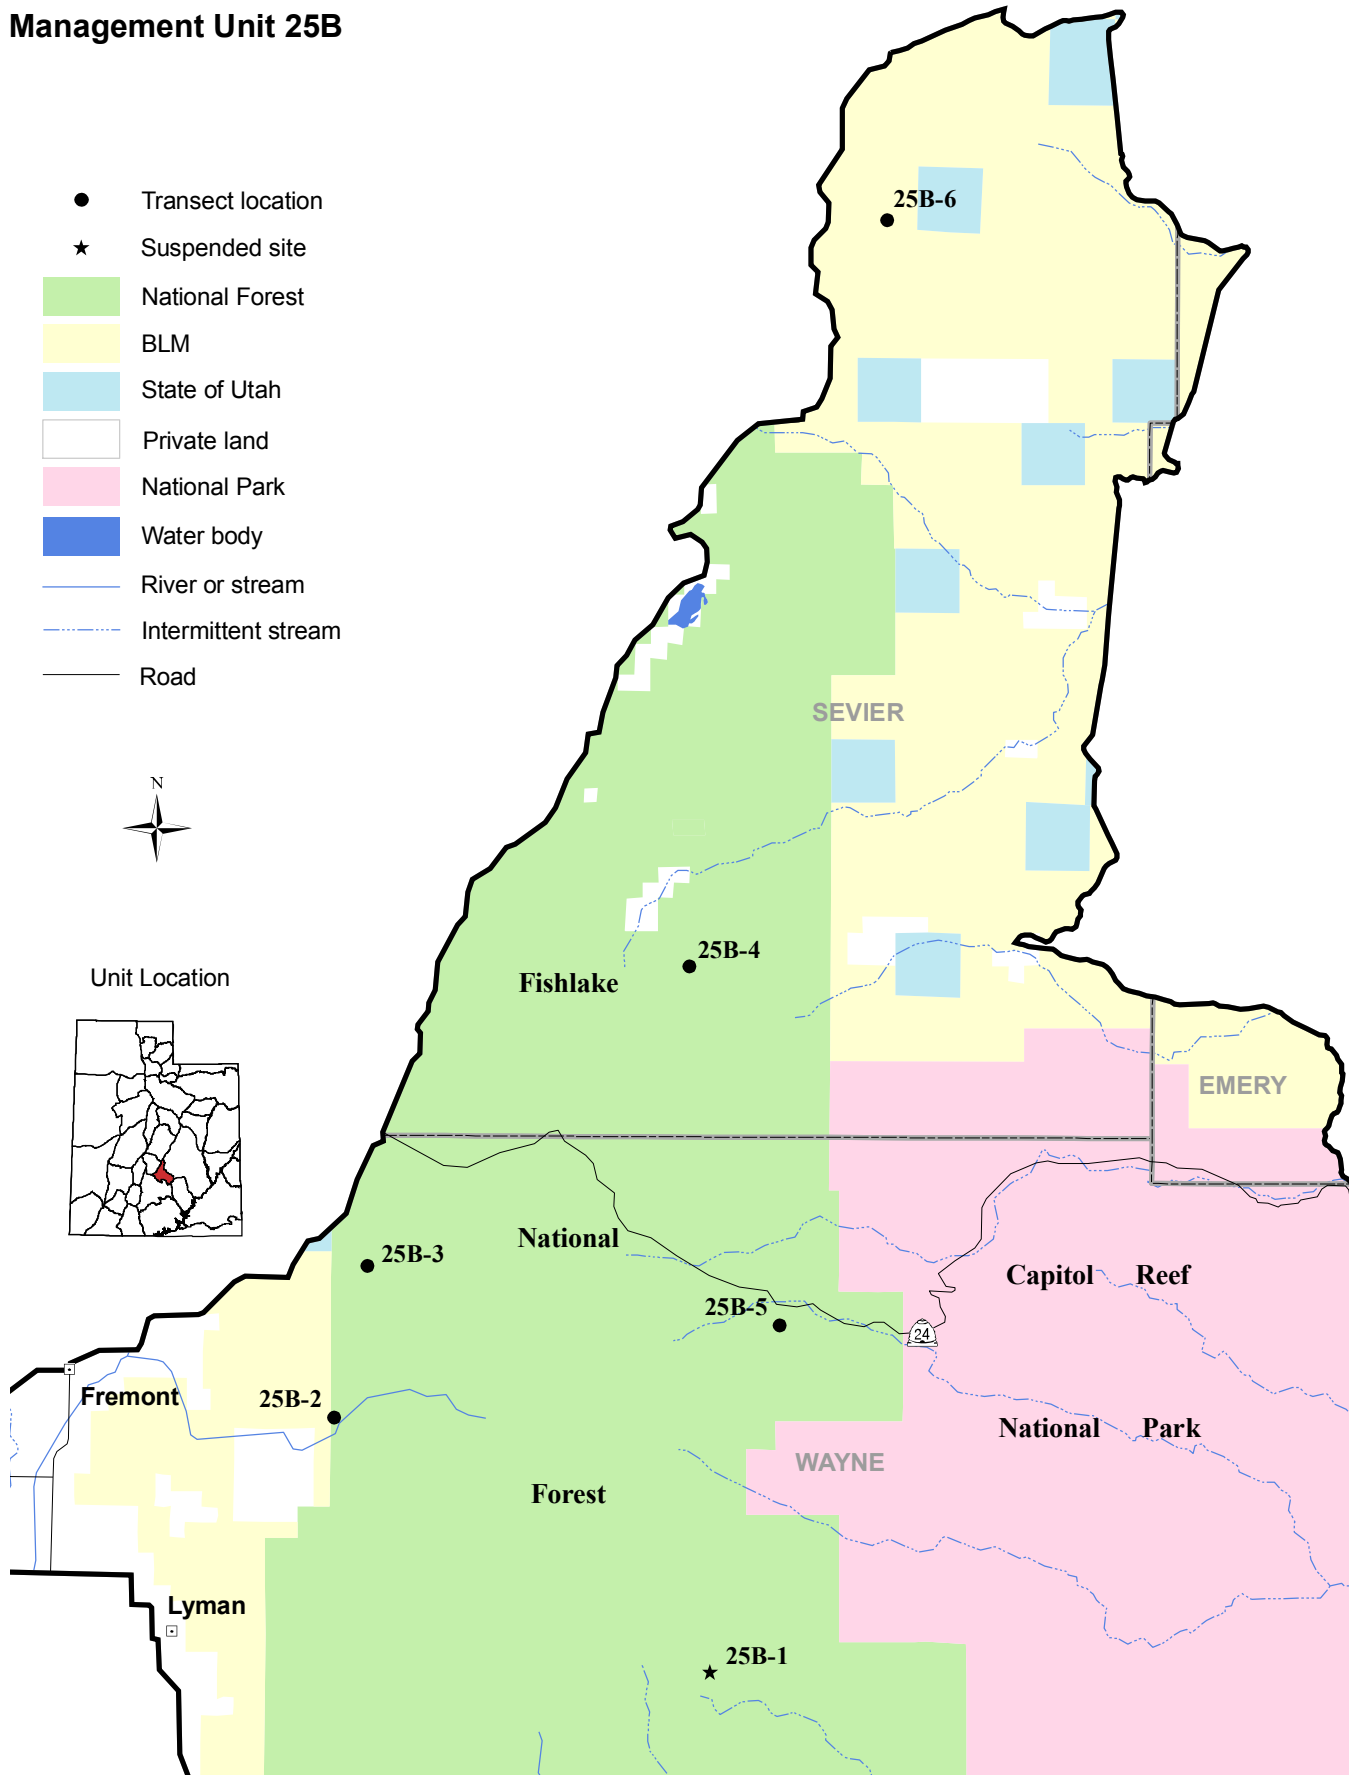 Management Unit 25B
Transect location
Suspended site
National Forest
BLM
State of Utah
Private land
National Park
Water body
River or stream
Intermittent stream
Road
N
Unit Location
25B-6
SEVIER
25B-4
Fishlake
EMERY
National
25B-3
Capitol Reef
25B-5
24
Fremont
25B-2
National Park
WAYNE
Forest
Lyman
25B-1